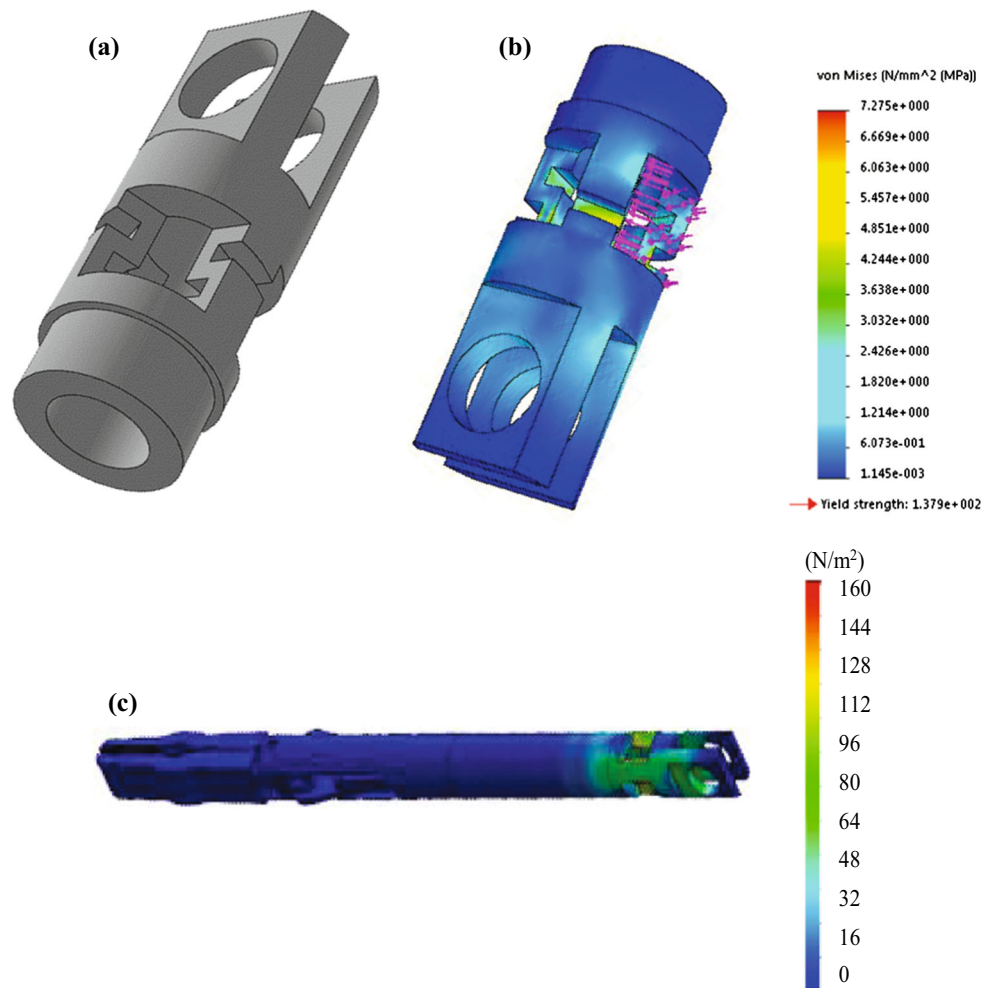 (a)
(b)
von Mises (N/mm^2 (MPa))
7.275e+000
6.669e+000
6.063e+000
5.457e+000
4.851e+000
4.244e+000
3.638e+000
3.032e+000
2.426e+000
1.820e+000
1.214e+000
6.073e-001
1.145e-003
Yield strength: 1.379e+002
(c)
(N/m²)
160
144
128
112
96
80
64
48
32
16
0